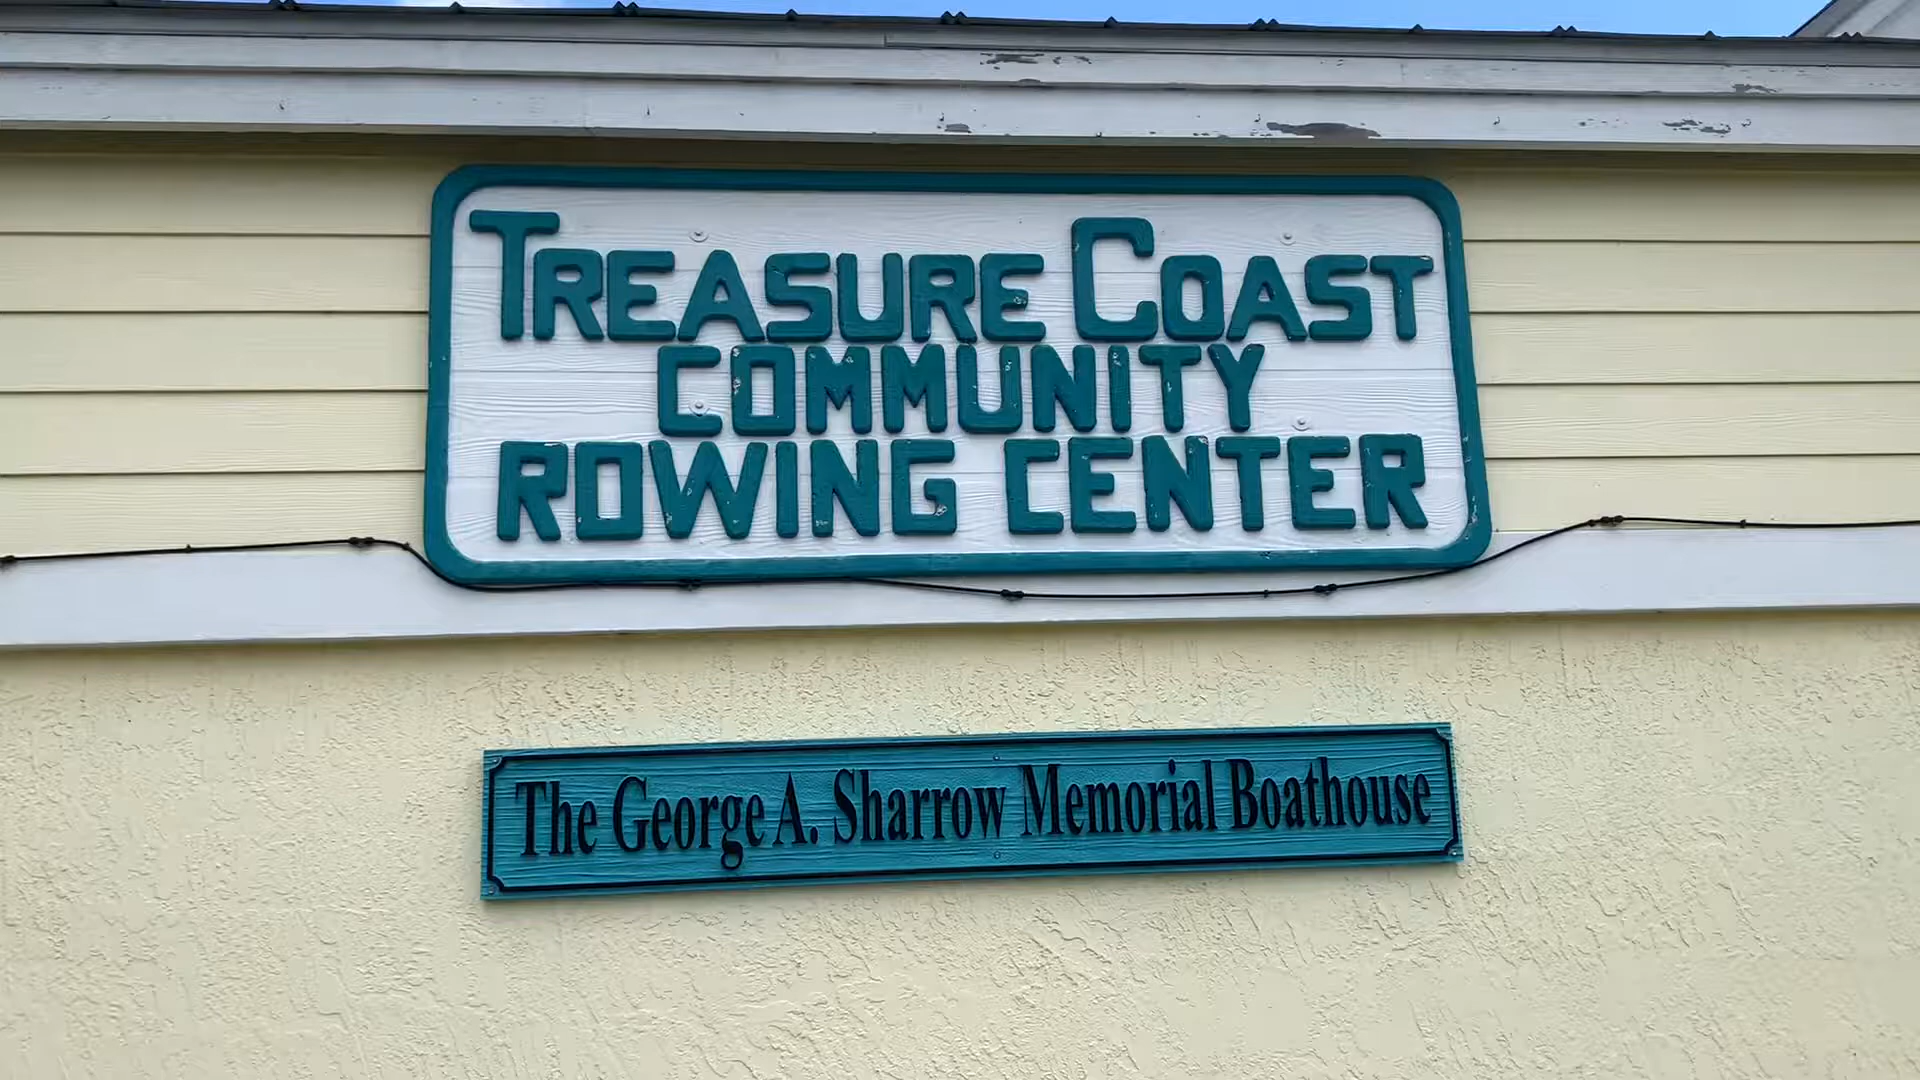 TREASURE COAST
COMMUNITY
ROWING CENTER
The George A. Sharrow Memorial Boathouse